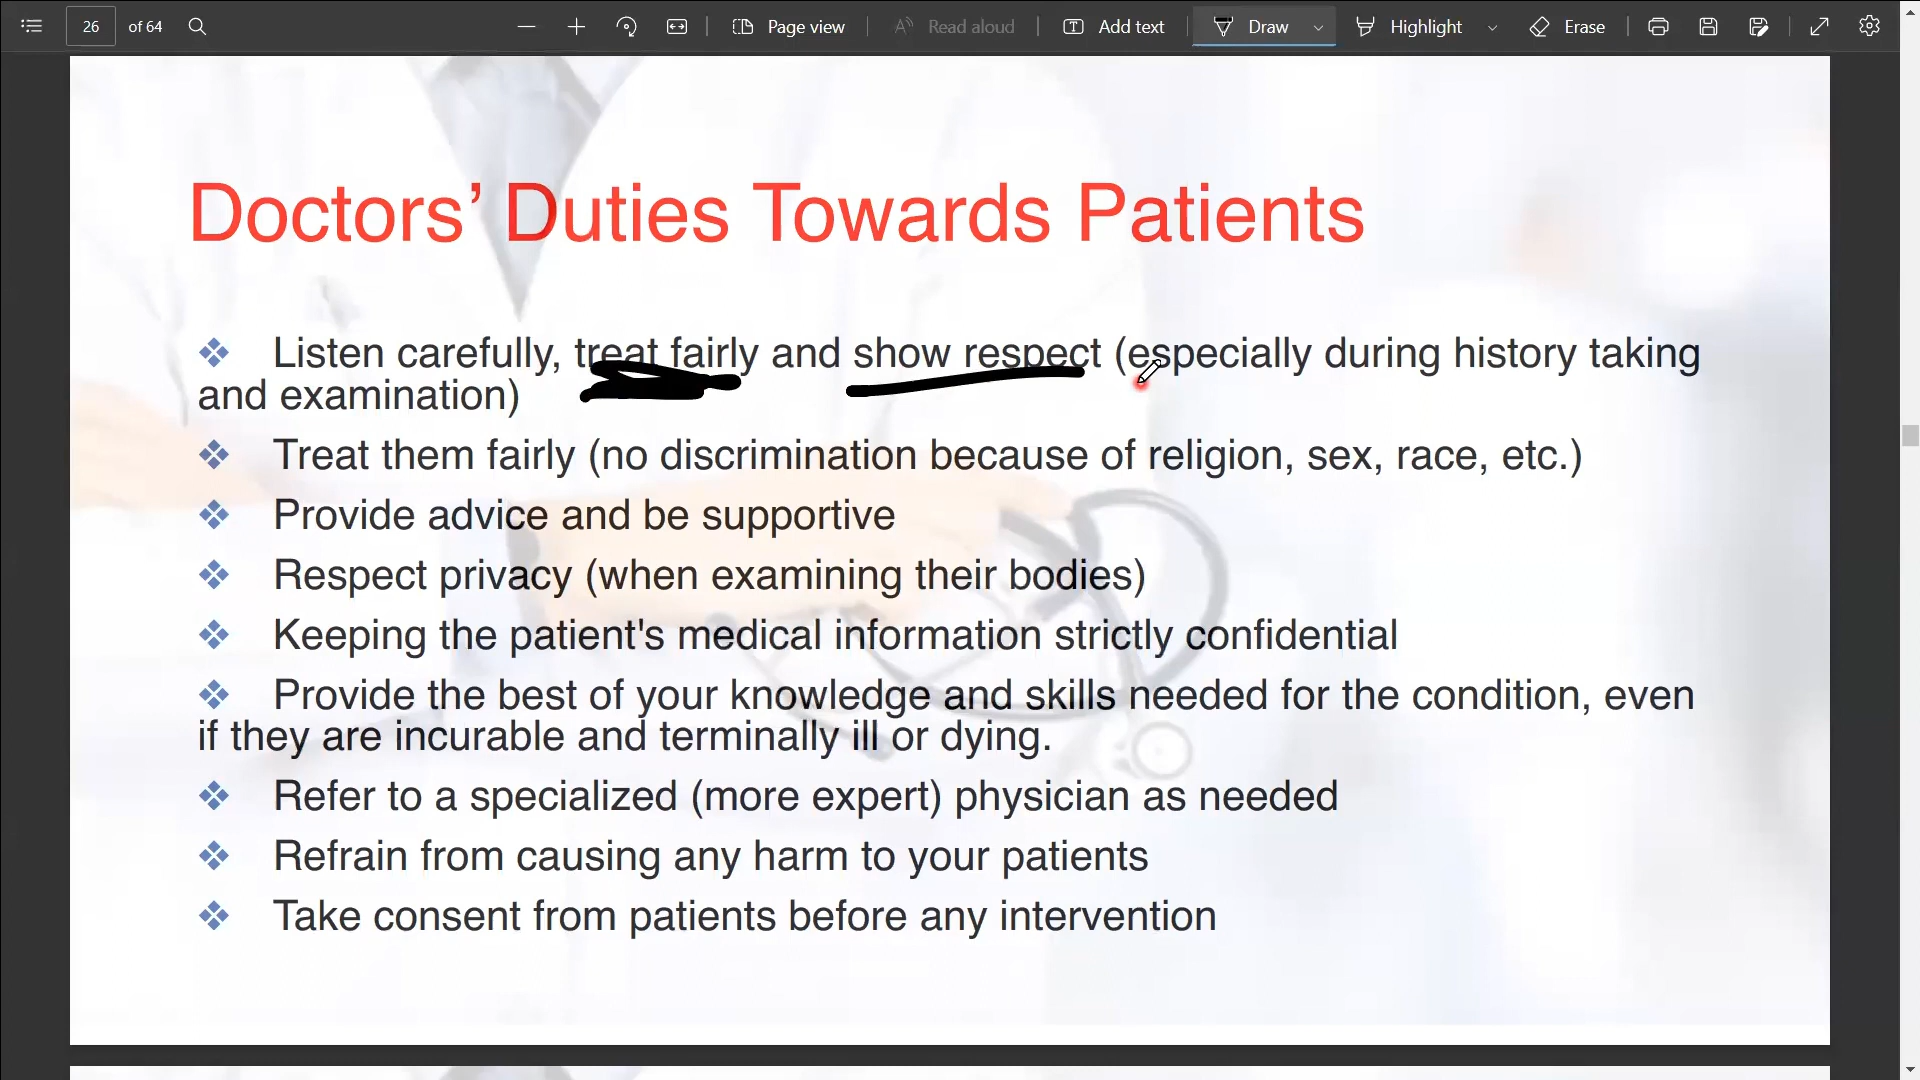 26 of 64 Page view Read aloud Add text Draw Highlight Erase
Doctors’ Duties Towards Patients
❖ Listen carefully, treat fairly and show respect (especially during history taking
and examination)
❖ Treat them fairly (no discrimination because of religion, sex, race, etc.)
❖ Provide advice and be supportive
❖ Respect privacy (when examining their bodies)
❖ Keeping the patient's medical information strictly confidential
❖ Provide the best of your knowledge and skills needed for the condition, even
if they are incurable and terminally ill or dying.
❖ Refer to a specialized (more expert) physician as needed
❖ Refrain from causing any harm to your patients
❖ Take consent from patients before any intervention